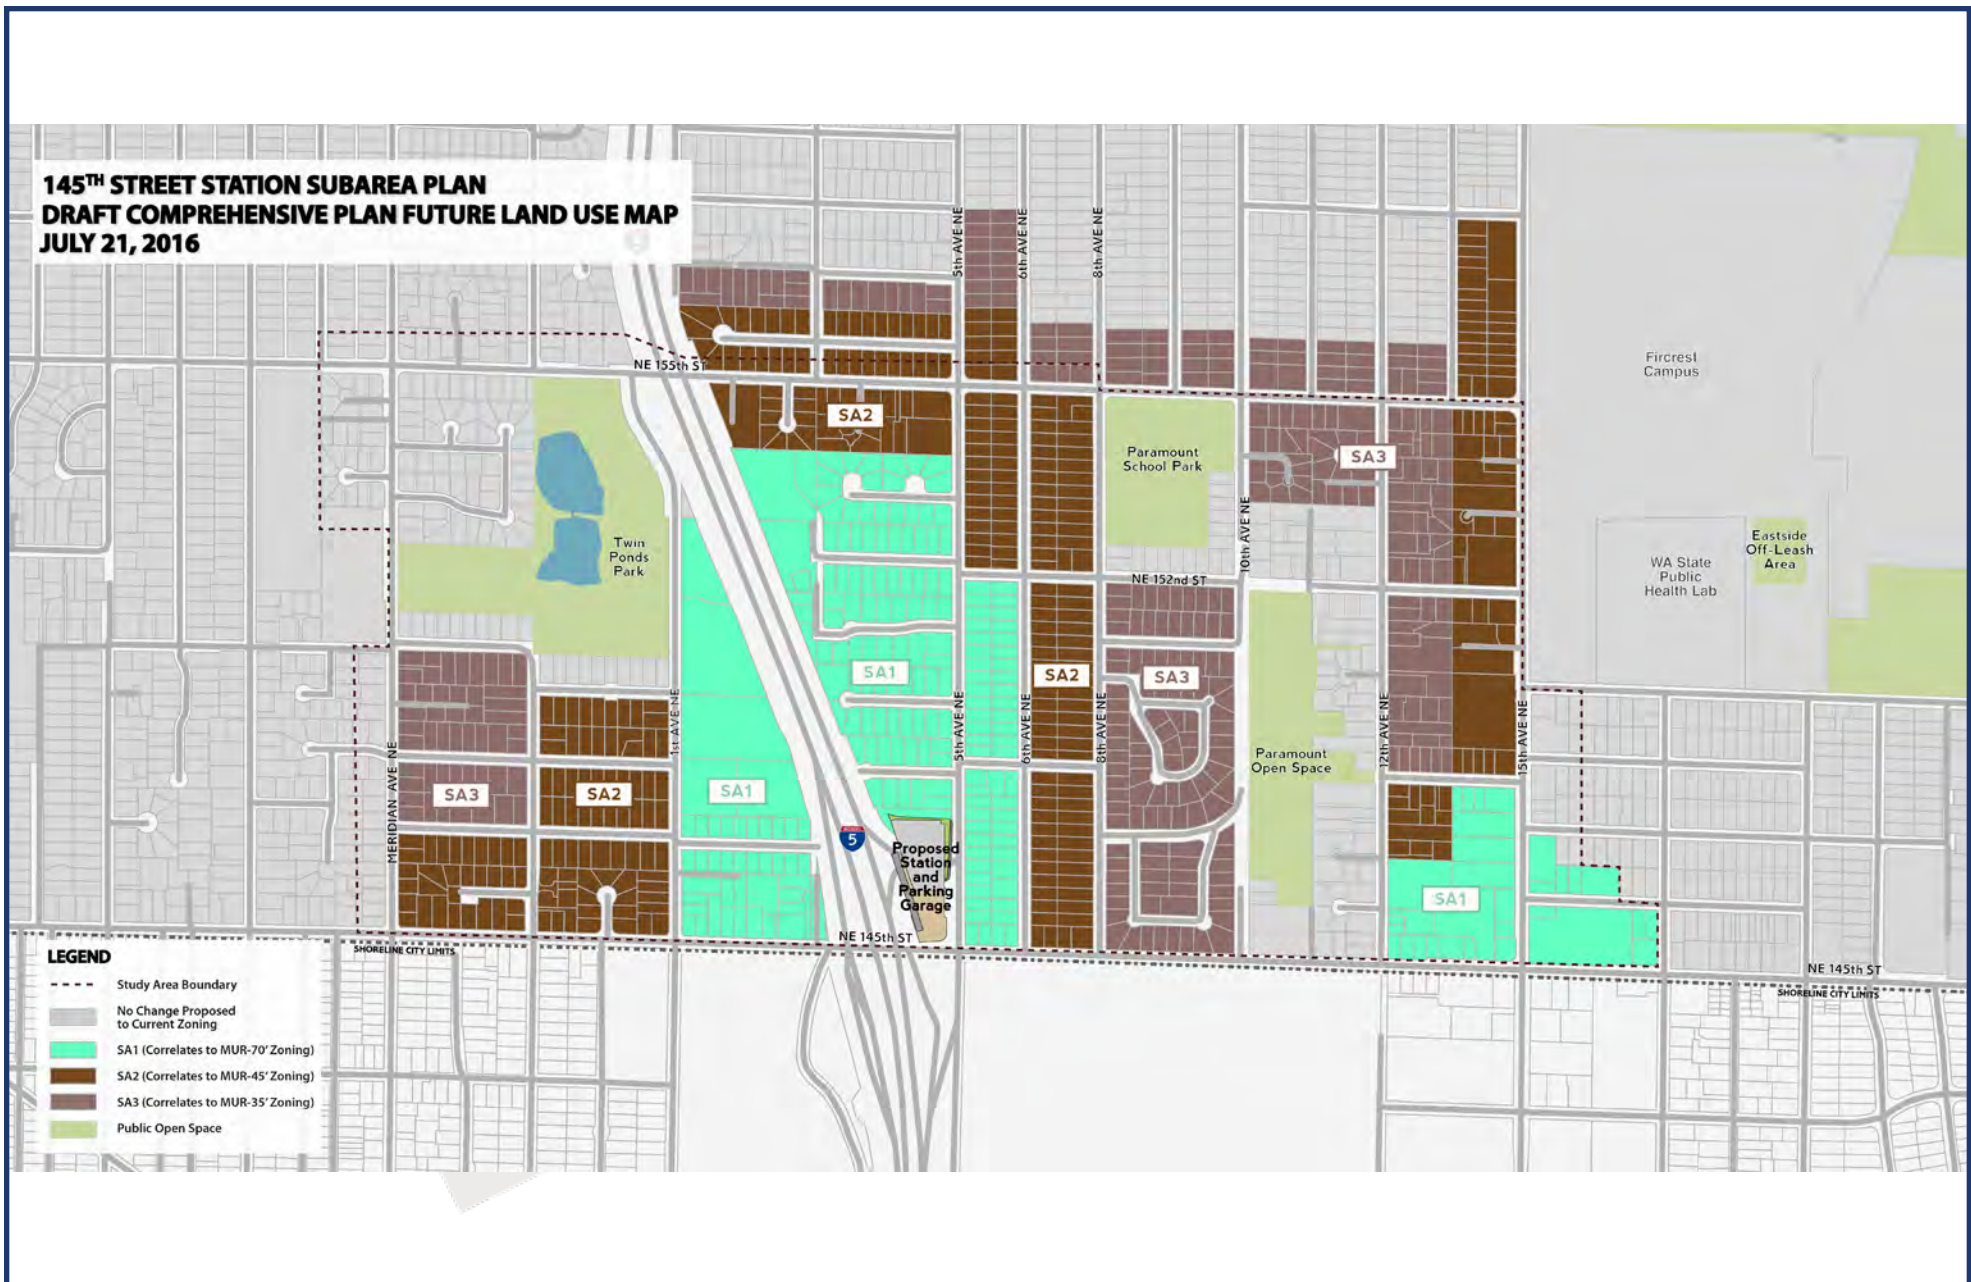 145TH STREET STATION SUBAREA PLAN
DRAFT COMPREHENSIVE PLAN FUTURE LAND USE MAP
JULY 21, 2016
5th AVE NE
6th AVE NE
8th AVE NE
NE 155th ST
Fircrest
Campus
SA2
Paramount
School Park
SA3
10th AVE NE
Twin
Ponds
Park
Eastside
Off-Leash
Area
WA State
Public
Health Lab
NE 152nd ST
SA1
SA2
SA3
1st AVE NE
5th AVE NE
6th AVE NE
8th AVE NE
12th AVE NE
15th AVE NE
MERIDIAN AVE NE
Paramount
Open Space
SA3
SA2
SA1
5
Proposed
Station
and
Parking
Garage
SA1
NE 145th ST
SHORELINE CITY LIMITS
NE 145th ST
SHORELINE CITY LIMITS
LEGEND
Study Area Boundary
No Change Proposed
to Current Zoning
SA1 (Correlates to MUR-70' Zoning)
SA2 (Correlates to MUR-45' Zoning)
SA3 (Correlates to MUR-35' Zoning)
Public Open Space